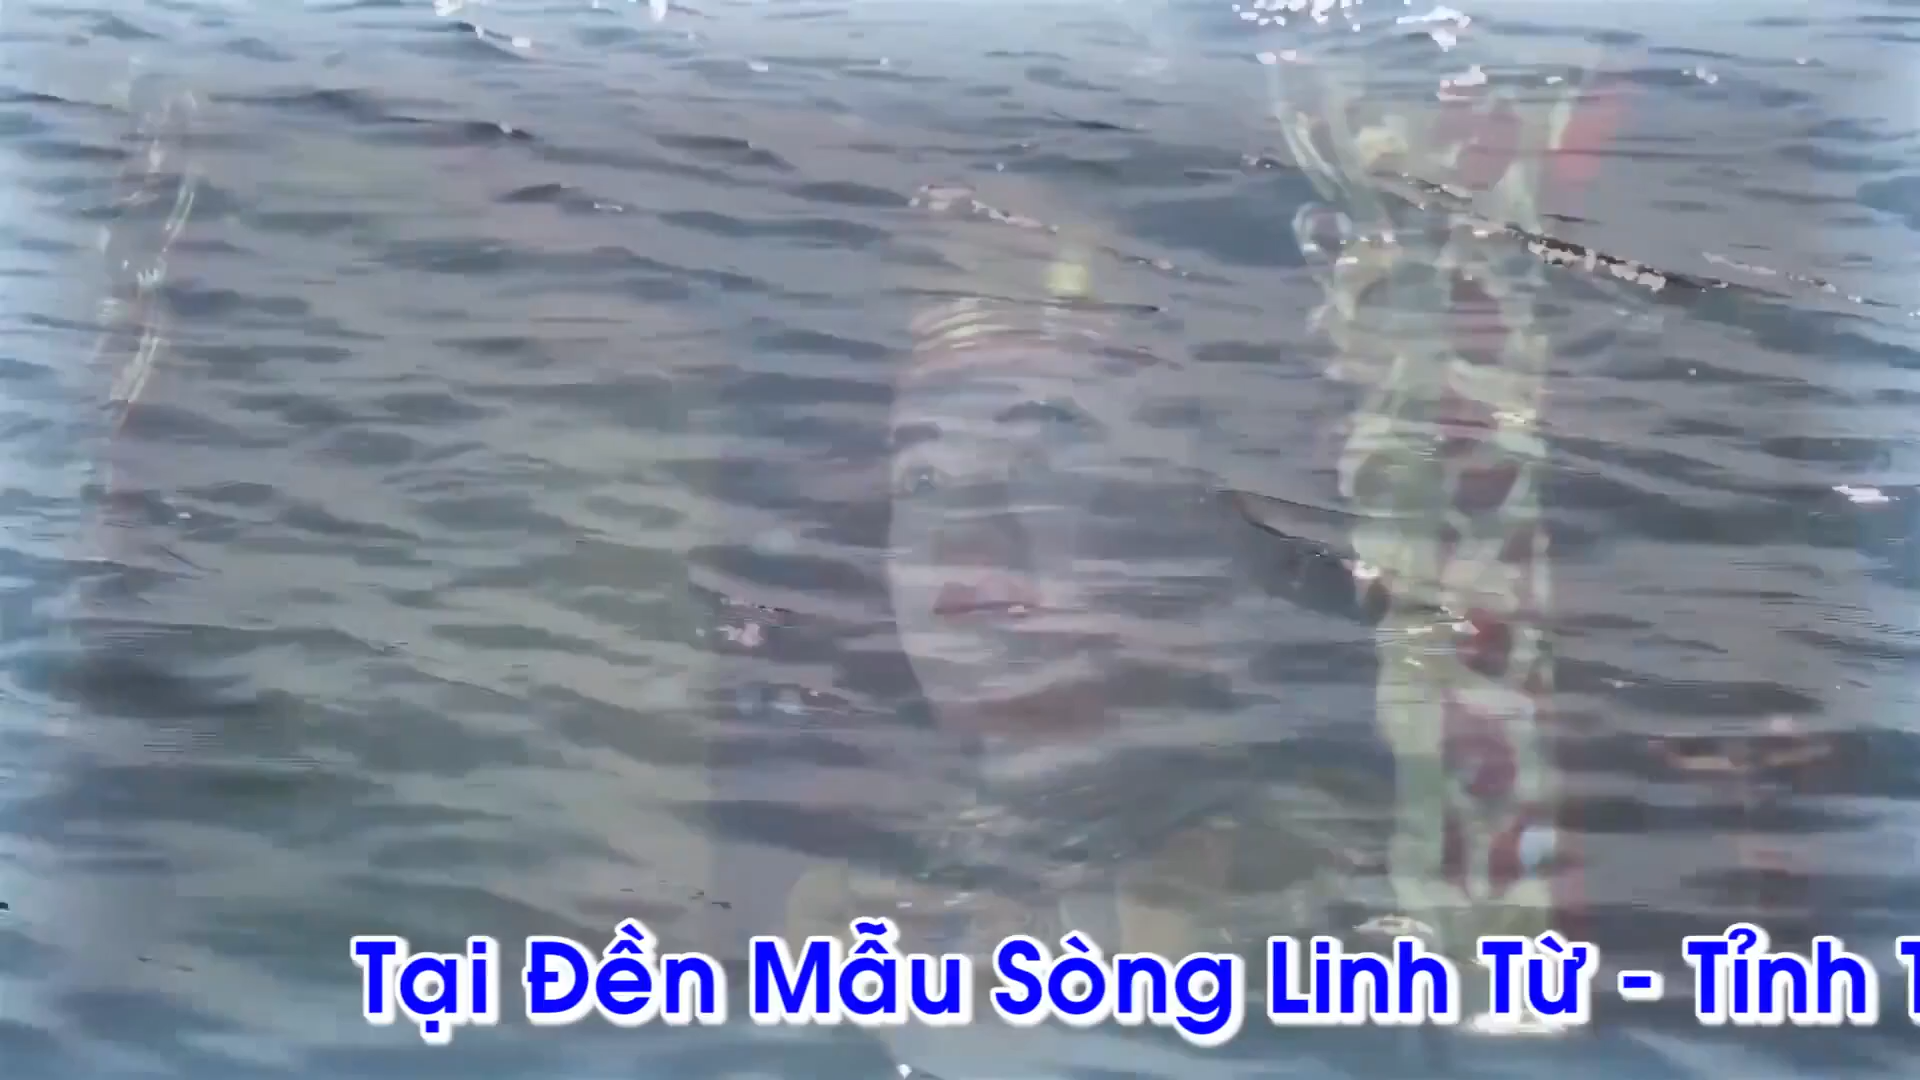 Tại Đền Mẫu Sòng Linh Từ - Tỉnh